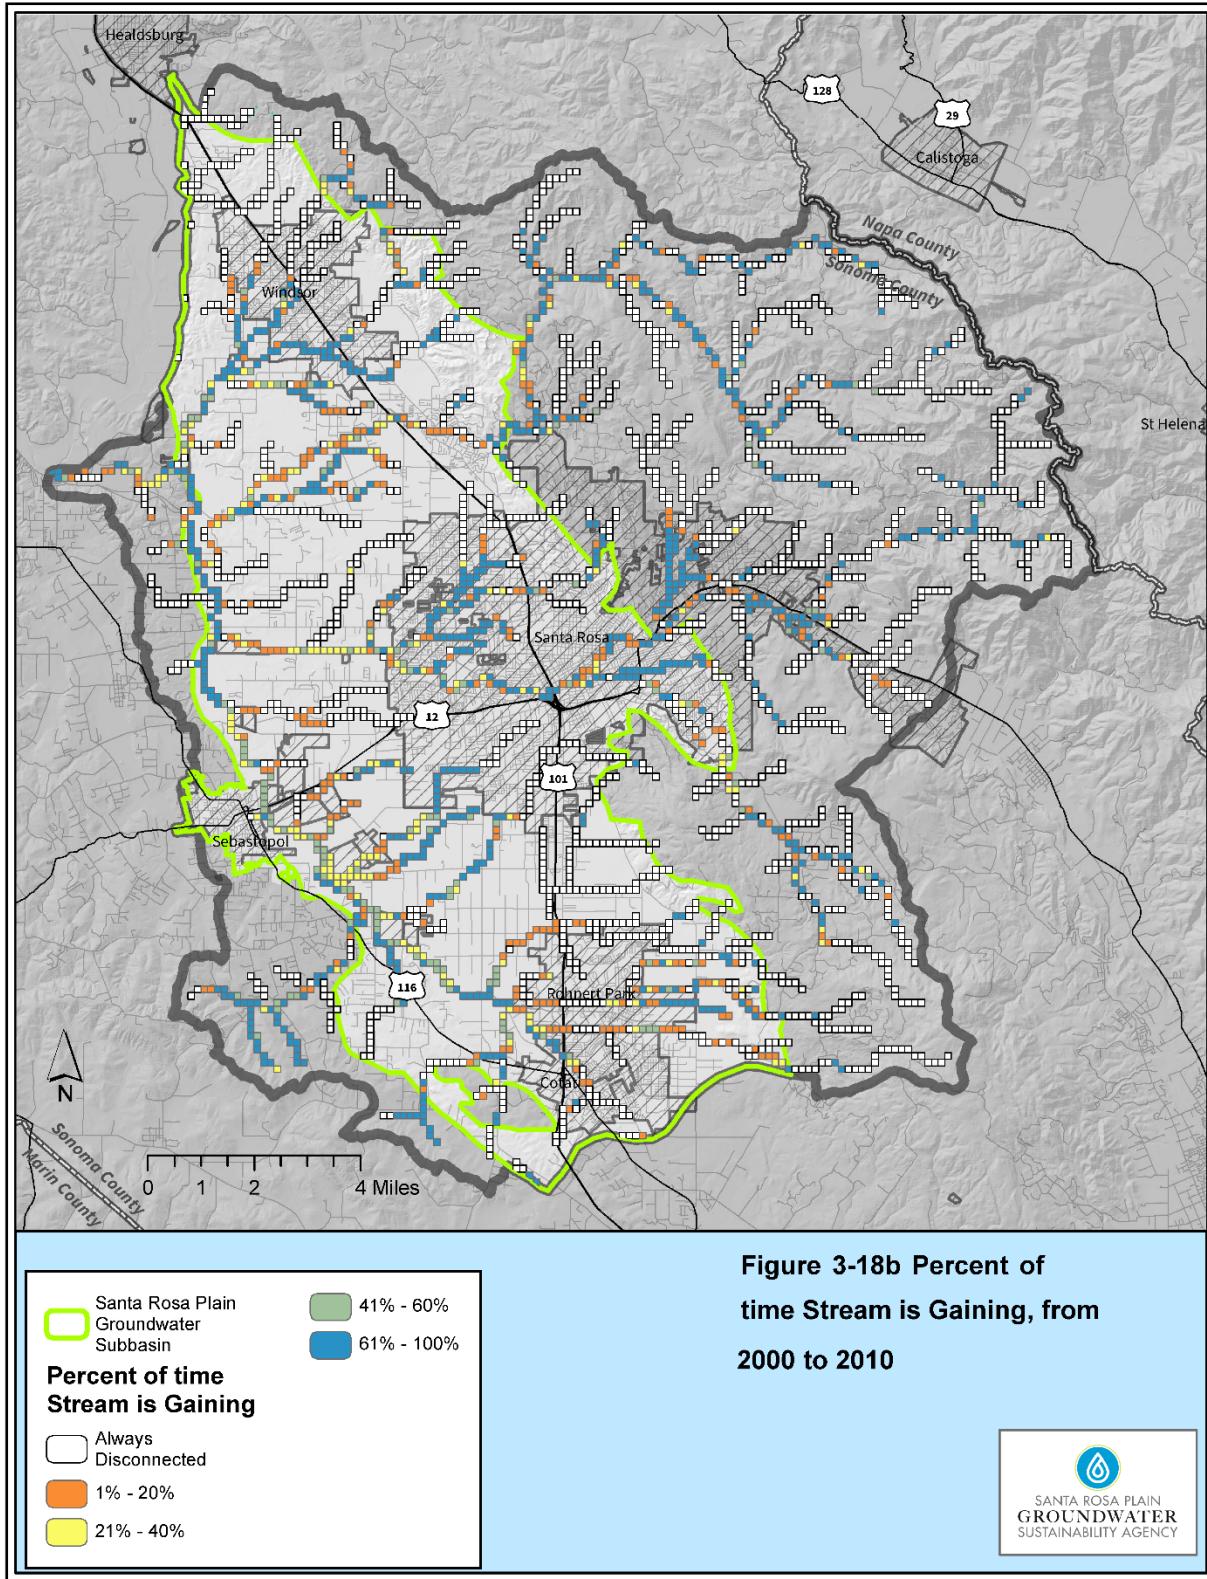 Healdsburg
128
29
Calistoga
Napa County
Sonoma County
Windsor
St Helena
Santa Rosa
12
101
Sebastopol
116
Rohnert Park
Cotati
N
Sonoma County
Marin County
0 1 2 4 Miles
Figure 3-18b Percent of
time Stream is Gaining, from
2000 to 2010
Santa Rosa Plain
Groundwater
Subbasin
Percent of time
Stream is Gaining
Always
Disconnected
1% - 20%
21% - 40%
41% - 60%
61% - 100%
SANTA ROSA PLAIN
GROUNDWATER
SUSTAINABILITY AGENCY